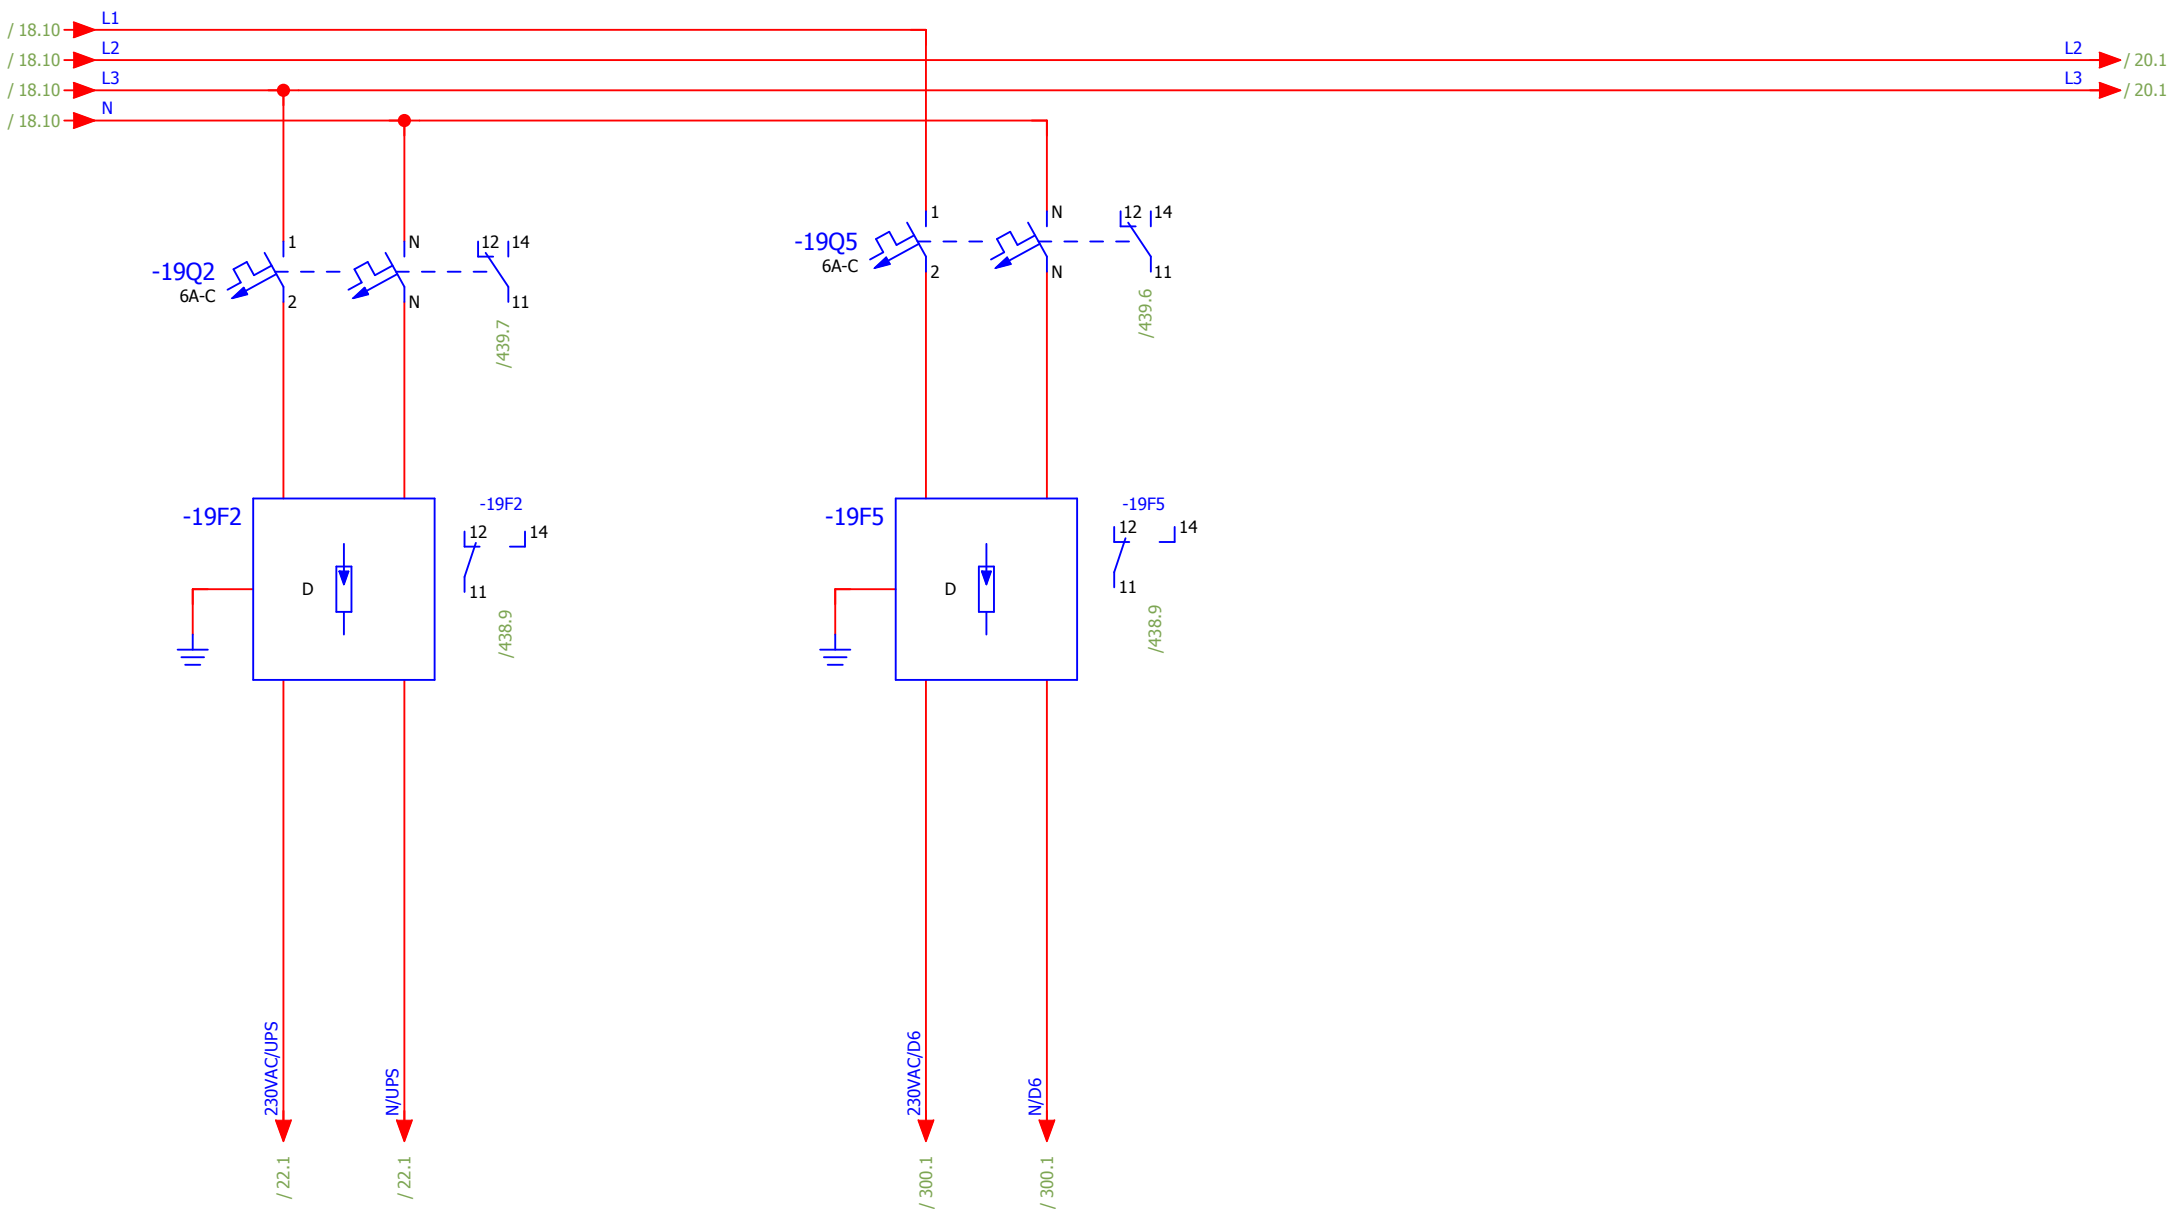 L1
/ 18.10
L2
L2
/ 18.10
/ 20.1
L3
L3
/ 18.10
/ 20.1
N
/ 18.10
-19Q2
6A-C
1
2
N
N
12
14
11
/439.7
-19Q5
6A-C
1
2
N
N
12
14
11
/439.6
-19F2
D
-19F2
12
14
11
/438.9
-19F5
D
-19F5
12
14
11
/438.9
230VAC/UPS
N/UPS
230VAC/D6
N/D6
/ 22.1
/ 22.1
/ 300.1
/ 300.1